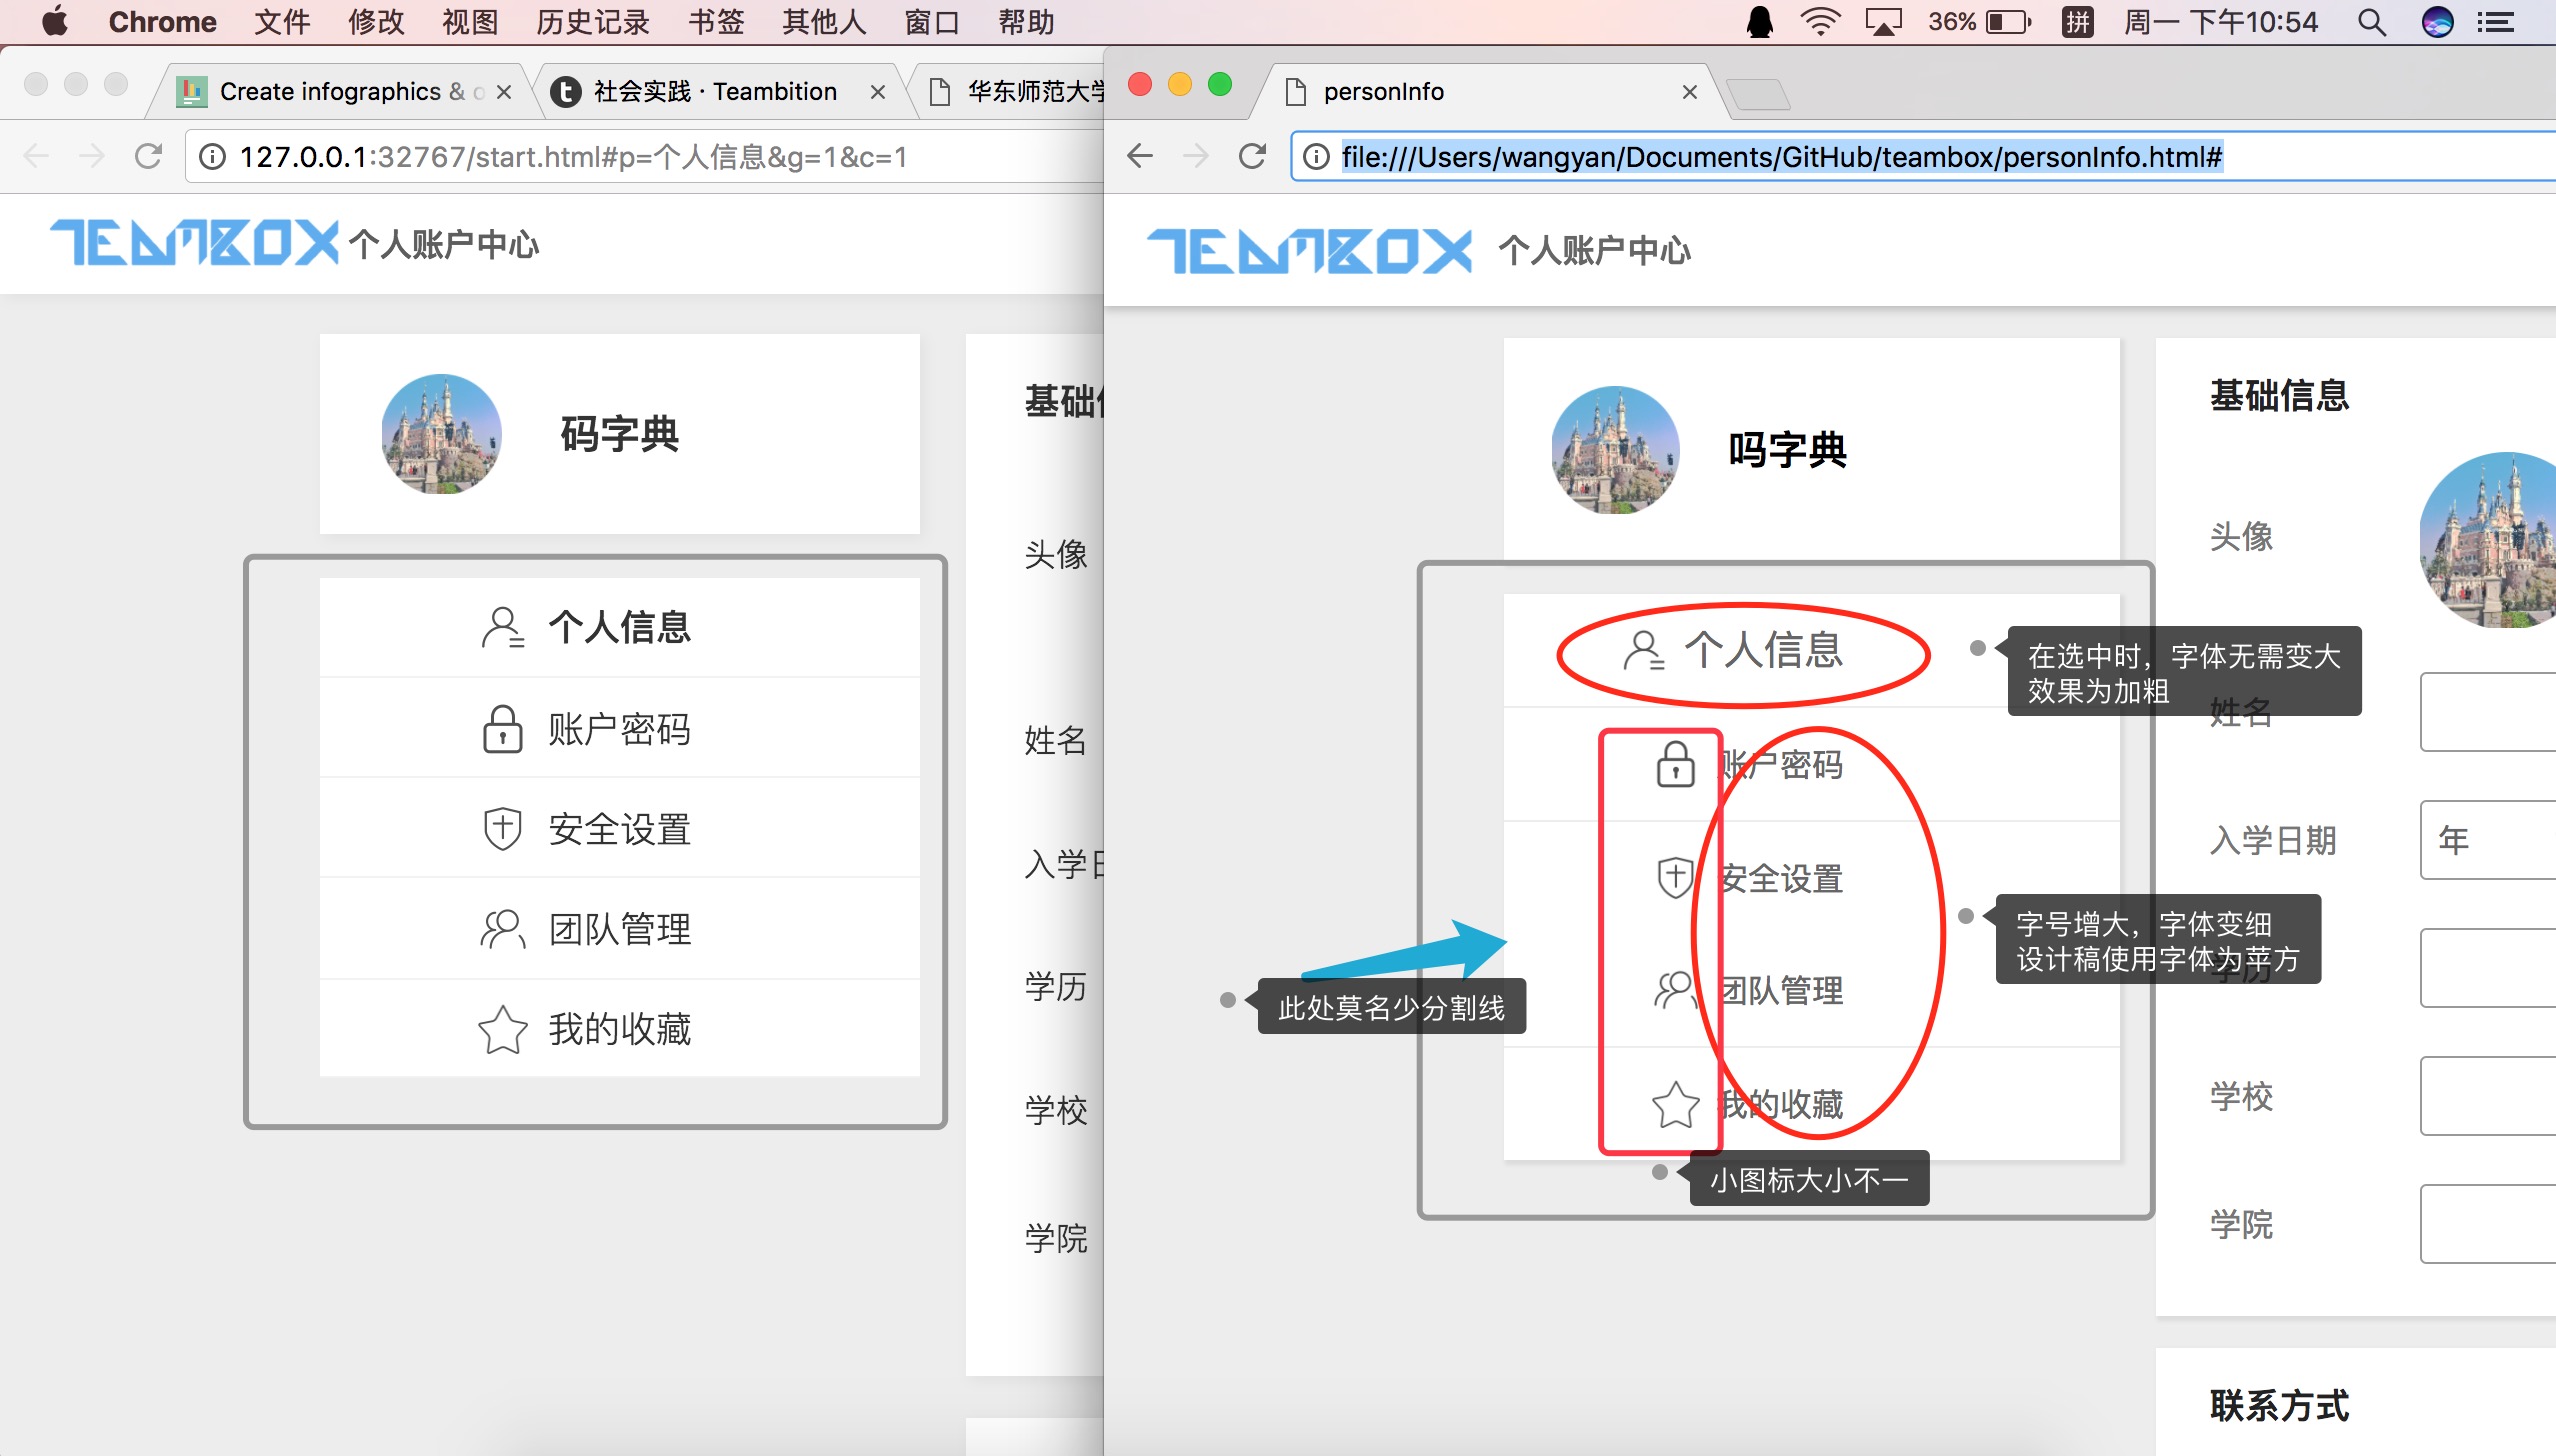 Chrome 文件 修改 视图 历史记录 书签 其他人 窗口 帮助
36% 拼 周一 下午10:54
Create infographics & 社会实践 · Teambition 华东师范大学
personInfo
127.0.0.1:32767/start.html#p=个人信息&g=1&c=1
file:///Users/wangyan/Documents/GitHub/teambox/personInfo.html#
TEAMBOX 个人账户中心
码字典
个人信息
账户密码
安全设置
团队管理
我的收藏
基础
头像
姓名
入学日
学历
学校
学院
TEAMBOX 个人账户中心
吗字典
个人信息
账户密码
安全设置
团队管理
我的收藏
在选中时，字体无需变大
效果为加粗
字号增大，字体变细
设计稿使用字体为苹方
此处莫名少分割线
小图标大小不一
基础信息
头像
姓名
入学日期
年
学历
学校
学院
联系方式